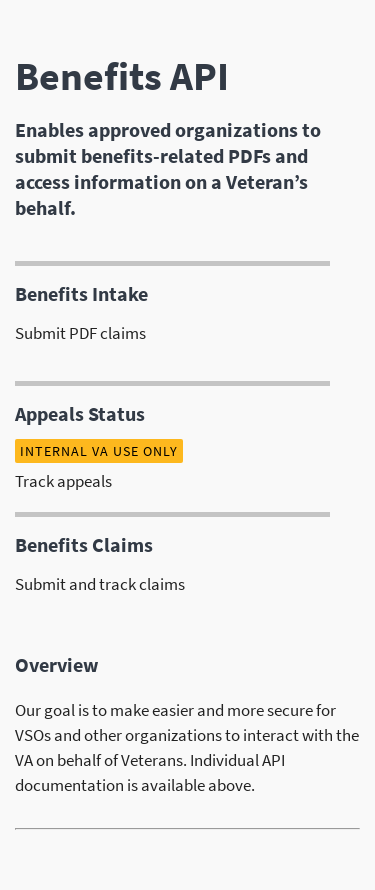 Benefits API
Enables approved organizations to
submit benefits-related PDFs and
access information on a Veteran’s
behalf.
Benefits Intake
Submit PDF claims
Appeals Status
INTERNAL VA USE ONLY
Track appeals
Benefits Claims
Submit and track claims
Overview
Our goal is to make easier and more secure for
VSOs and other organizations to interact with the
VA on behalf of Veterans. Individual API
documentation is available above.